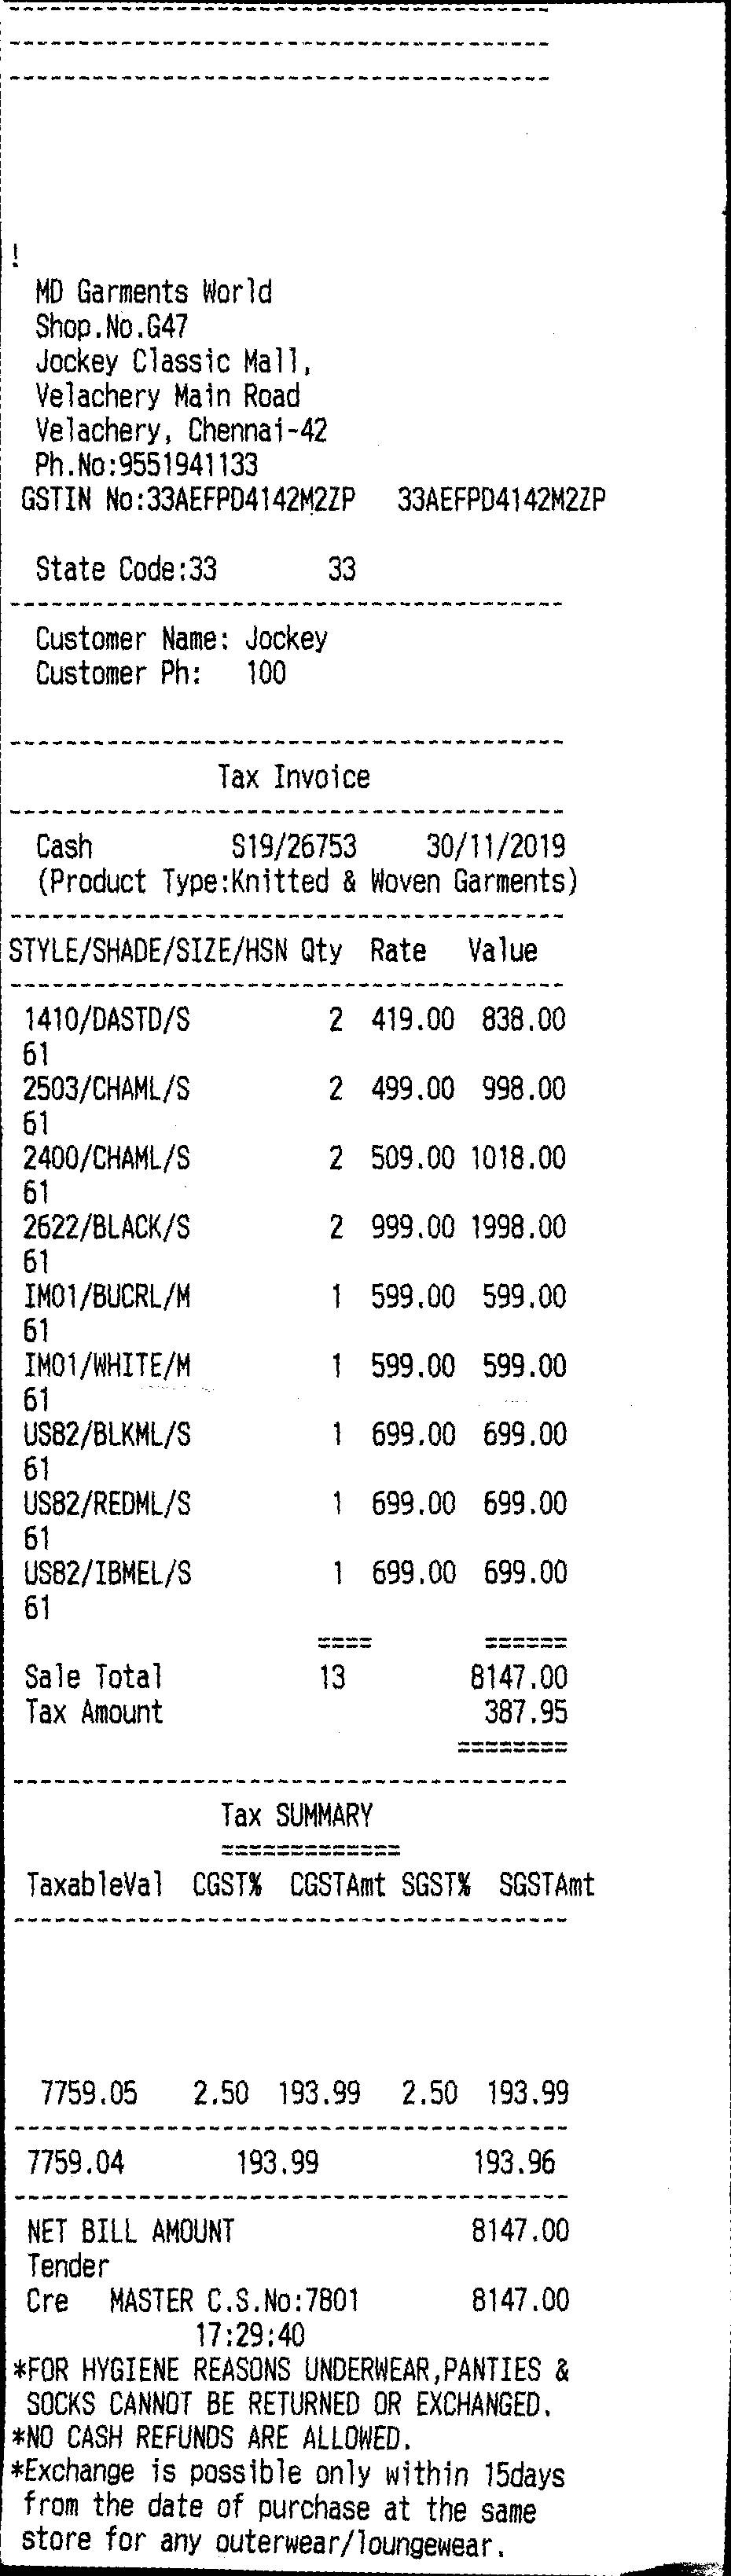 !
MD Garments World
Shop.No.G47
Jockey Classic Mall,
Velachery Main Road
Velachery, Chennai-42
Ph.No:9551941133
GSTIN No:33AEFPD4142M2ZP 33AEFPD4142M2ZP
State Code:33 33
Customer Name: Jockey
Customer Ph: 100
Tax Invoice
Cash S19/26753 30/11/2019
(Product Type:Knitted & Woven Garments)
STYLE/SHADE/SIZE/HSN Qty Rate Value
1410/DASTD/S 2 419.00 838.00
61
2503/CHAML/S 2 499.00 998.00
61
2400/CHAML/S 2 509.00 1018.00
61
2622/BLACK/S 2 999.00 1998.00
61
IM01/BUCRL/M 1 599.00 599.00
61
IM01/WHITE/M 1 599.00 599.00
61
US82/BLKML/S 1 699.00 699.00
61
US82/REDML/S 1 699.00 699.00
61
US82/IBMEL/S 1 699.00 699.00
61
==== ======
Sale Total 13 8147.00
Tax Amount 387.95
========
Tax SUMMARY
=============
TaxableVal CGST% CGSTAmt SGST% SGSTAmt
7759.05 2.50 193.99 2.50 193.99
7759.04 193.99 193.96
NET BILL AMOUNT 8147.00
Tender
Cre MASTER C.S.No:7801 8147.00
17:29:40
*FOR HYGIENE REASONS UNDERWEAR,PANTIES &
SOCKS CANNOT BE RETURNED OR EXCHANGED.
*NO CASH REFUNDS ARE ALLOWED.
*Exchange is possible only within 15days
from the date of purchase at the same
store for any outerwear/loungewear.